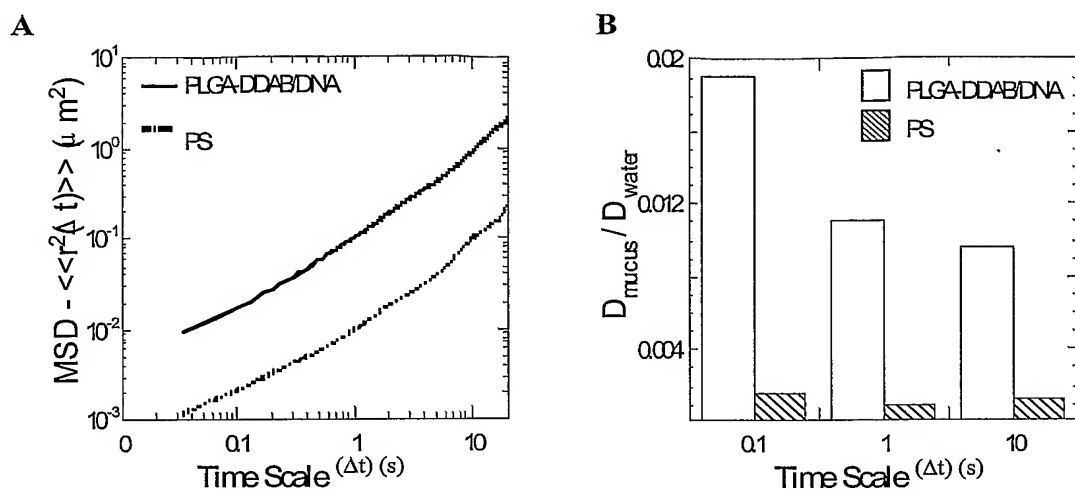 A
MSD - <<r²(Δ t)>> (μ m²)
10¹
10⁰
10⁻¹
10⁻²
10⁻³
PLGA-DDAB/DNA
PS
0 0.1 1 10
Time Scale (Δt) (s)
B
D mucus / D water
0.02
0.012
0.004
PLGA-DDAB/DNA
PS
0.1 1 10
Time Scale (Δt) (s)